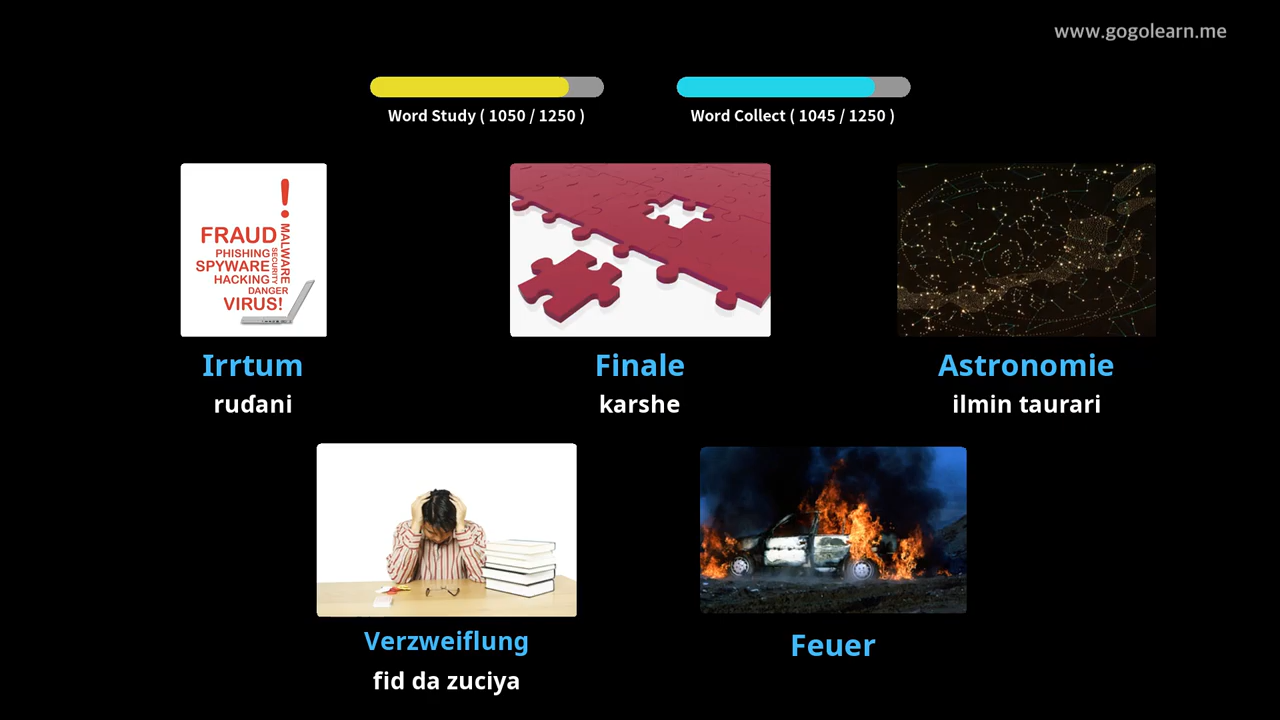 www.gogolearn.me
Word Study ( 1050 / 1250 )
Word Collect ( 1045 / 1250 )
!
FRAUD
MALWARE
PHISHING
SECURITY
SPYWARE
HACKING
DANGER
VIRUS!
Irrtum
ruɗani
Finale
karshe
Astronomie
ilmin taurari
Verzweiflung
fid da zuciya
Feuer